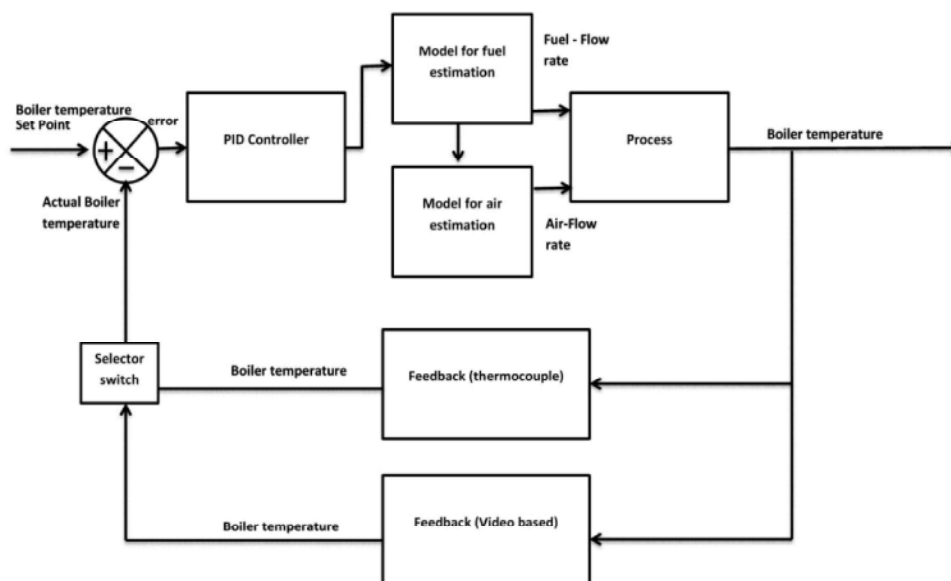 Model for fuel
estimation
Fuel - Flow
rate
Boiler temperature
Set Point
error
PID Controller
Process
Boiler temperature
+
−
Actual Boiler
temperature
Model for air
estimation
Air-Flow
rate
Selector
switch
Boiler temperature
Feedback (thermocouple)
Boiler temperature
Feedback (Video based)